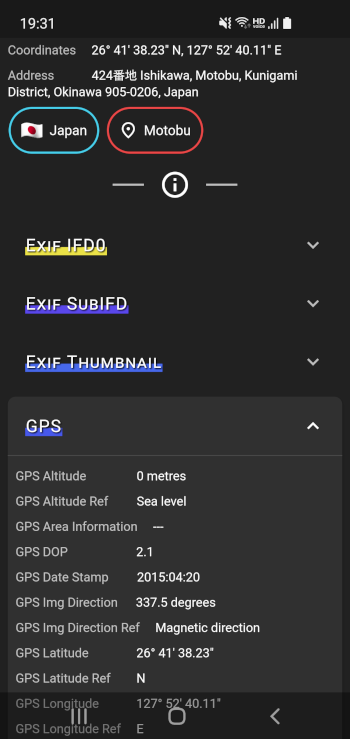 19:31
HD
voice
Coordinates 26° 41' 38.23" N, 127° 52' 40.11" E
Address 424番地 Ishikawa, Motobu, Kunigami
District, Okinawa 905-0206, Japan
Japan Motobu
Exif IFD0
Exif SubIFD
Exif Thumbnail
GPS
GPS Altitude 0 metres
GPS Altitude Ref Sea level
GPS Area Information ---
GPS DOP 2.1
GPS Date Stamp 2015:04:20
GPS Img Direction 337.5 degrees
GPS Img Direction Ref Magnetic direction
GPS Latitude 26° 41' 38.23"
GPS Latitude Ref N
GPS Longitude 127° 52' 40.11"
GPS Longitude Ref E